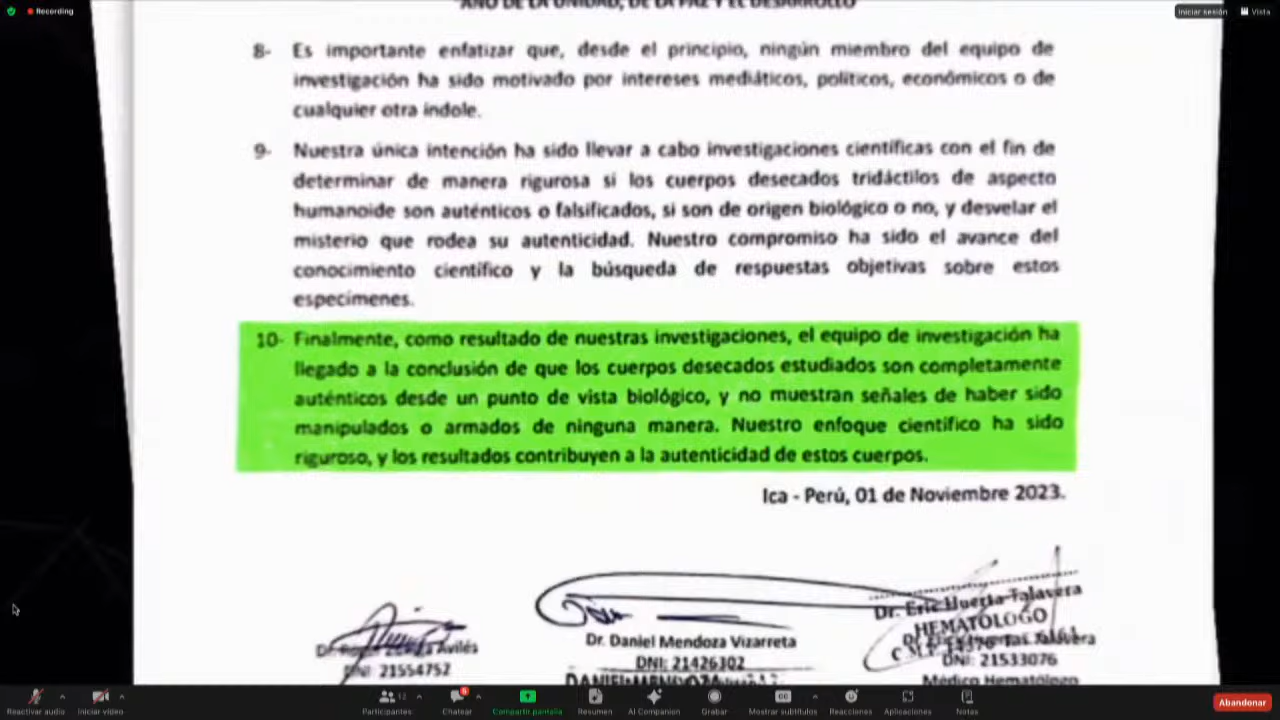 Recording
Iniciar sesión
Vista
"AÑO DE LA UNIDAD, DE LA PAZ Y EL DESARROLLO"
8- Es importante enfatizar que, desde el principio, ningún miembro del equipo de
investigación ha sido motivado por intereses mediáticos, políticos, económicos o de
cualquier otra índole.
9- Nuestra única intención ha sido llevar a cabo investigaciones científicas con el fin de
determinar de manera rigurosa si los cuerpos desecados tridáctilos de aspecto
humanoide son auténticos o falsificados, si son de origen biológico o no, y desvelar el
misterio que rodea su autenticidad. Nuestro compromiso ha sido el avance del
conocimiento científico y la búsqueda de respuestas objetivas sobre estos
especímenes.
10- Finalmente, como resultado de nuestras investigaciones, el equipo de investigación ha
llegado a la conclusión de que los cuerpos desecados estudiados son completamente
auténticos desde un punto de vista biológico, y no muestran señales de haber sido
manipulados o armados de ninguna manera. Nuestro enfoque científico ha sido
riguroso, y los resultados contribuyen a la autenticidad de estos cuerpos.
Ica - Perú, 01 de Noviembre 2023.
Dr. Eric Huerta Talavera
HEMATÓLOGO
Avilés
DNI: 21554752
Dr. Daniel Mendoza Vizarreta
DNI: 21426302
DNI: 21533076
Médico Hematólogo
Reactivar audio
Iniciar video
Participantes
12
Chatear
Compartir pantalla
Resumen
AI Companion
Grabar
Mostrar subtítulos
Reacciones
Aplicaciones
Notas
Abandonar